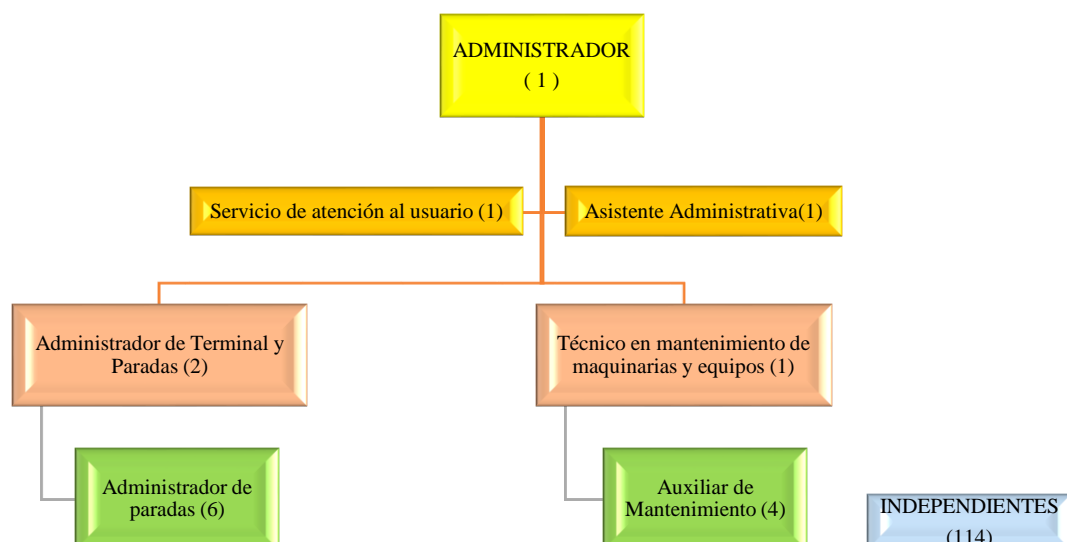 ADMINISTRADOR
( 1 )
Servicio de atención al usuario (1)
Asistente Administrativa(1)
Administrador de Terminal y
Paradas (2)
Técnico en mantenimiento de
maquinarias y equipos (1)
Administrador de
paradas (6)
Auxiliar de
Mantenimiento (4)
INDEPENDIENTES
(114)